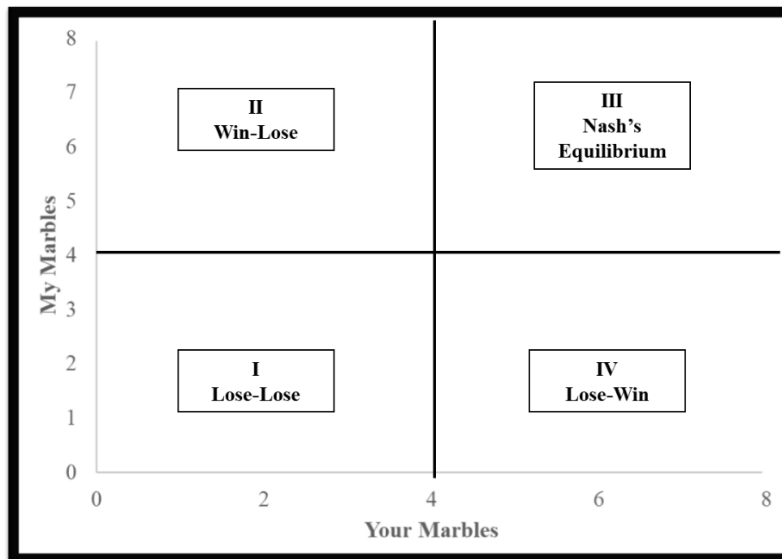 8
7
6
5
4
3
2
1
0
My Marbles
II
Win-Lose
III
Nash’s
Equilibrium
I
Lose-Lose
IV
Lose-Win
0
2
4
6
8
Your Marbles